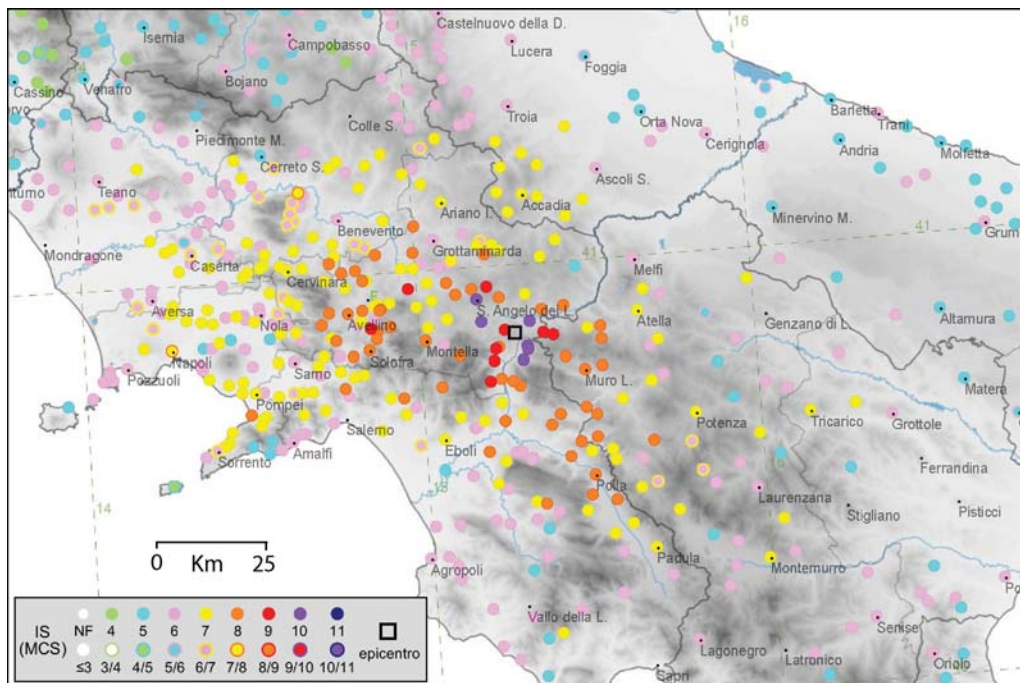 Castelnuovo della D.
16
Isernia
Campobasso
15
Lucera
Foggia
Bojano
Cassino
Venafro
Barletta
Trani
Troia
Orta Nova
Colle S.
Piedimonte M.
Cerignola
Andria
Molfetta
Cerreto S.
Ascoli S.
Teano
Accadia
Ariano I.
Minervino M.
Benevento
41
Grum
Mondragone
Grottaminarda
41
Caserta
Melfi
Cervinara
Aversa
S. Angelo dei L.
Nola
Avellino
Atella
Genzano di L.
Altamura
Montella
Solofra
Napoli
Pozzuoli
Sarno
Muro L.
Matera
Pompei
Salerno
Potenza
Tricarico
Grottole
Sorrento
Amalfi
Eboli
Ferrandina
Polla
15
16
Laurenzana
14
Stigliano
Pisticci
0
Km
25
Padula
Montemurro
Agropoli
Vallo della L.
Senise
Lagonegro
Latronico
Oriolo
Sapri
IS
(MCS)
NF 4 5 6 7 8 9 10 11
≤3 3/4 4/5 5/6 6/7 7/8 8/9 9/10 10/11
epicentro